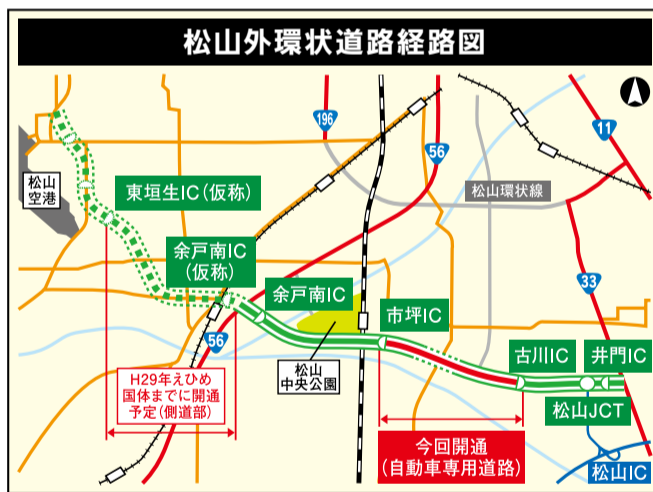 松山外環状道路経路図
196
56
11
松山環状線
松山
空港
東垣生IC(仮称)
余戸南IC
(仮称)
余戸南IC
市坪IC
33
56
松山
中央公園
古川IC
井門IC
松山JCT
H29年えひめ
国体までに開通
予定(側道部)
今回開通
(自動車専用道路)
松山IC